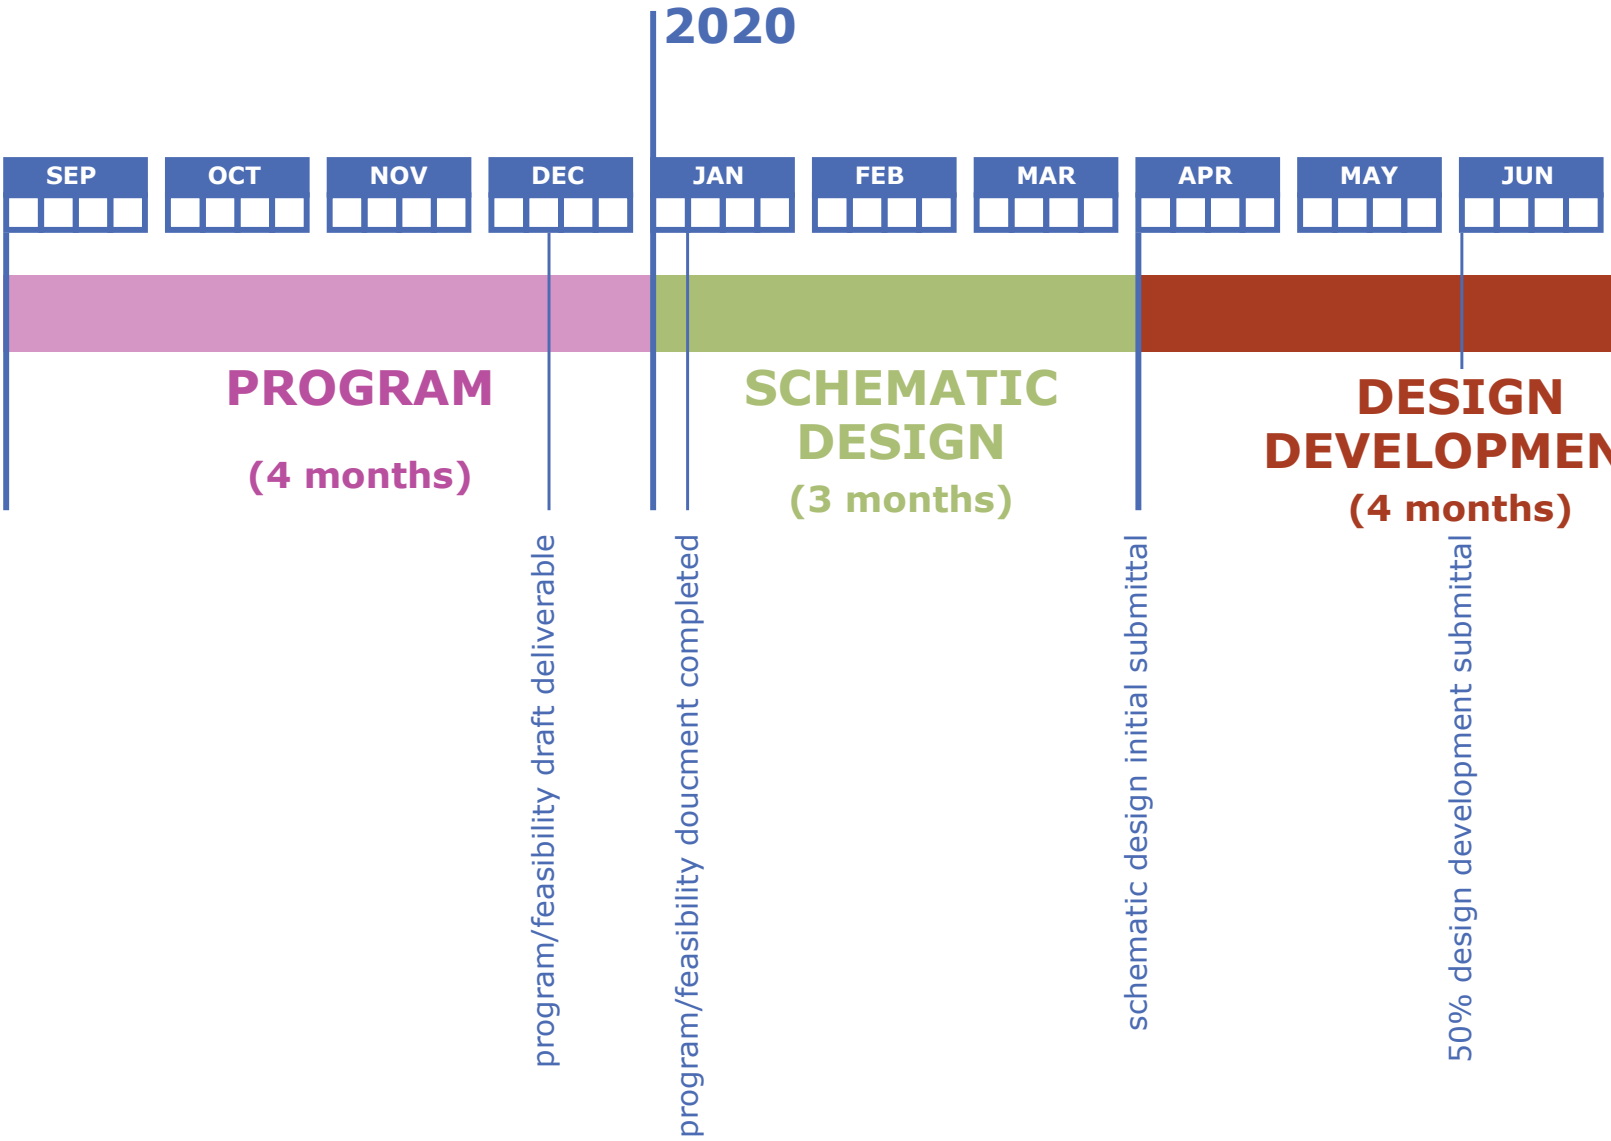 2020
SEP
OCT
NOV
DEC
JAN
FEB
MAR
APR
MAY
JUN
PROGRAM
(4 months)
SCHEMATIC
DESIGN
(3 months)
DESIGN
DEVELOPMEN
(4 months)
program/feasibility draft deliverable
program/feasibility doucment completed
schematic design initial submittal
50% design development submittal